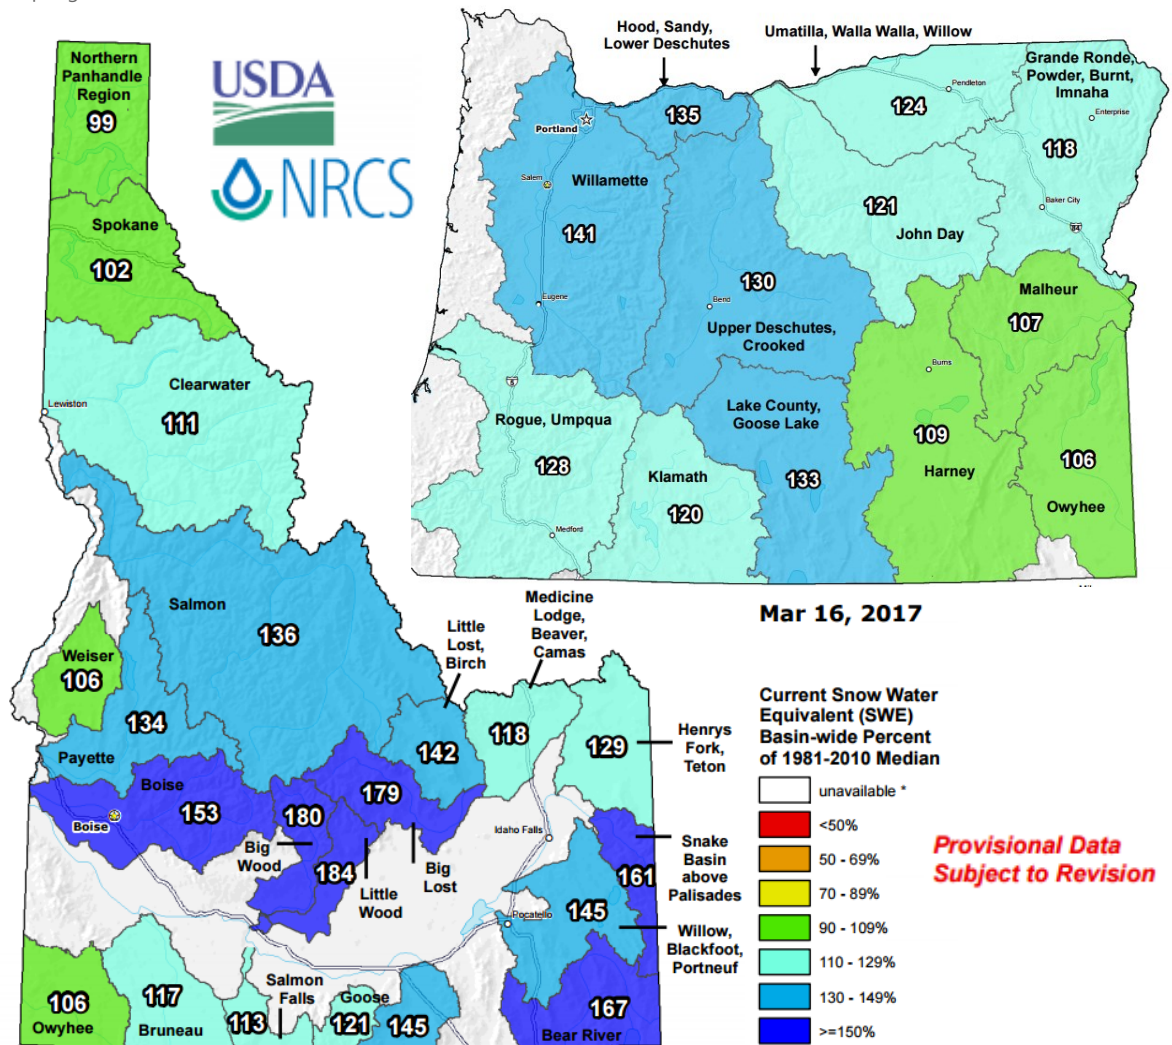 Hood, Sandy,
Lower Deschutes
Umatilla, Walla Walla, Willow
Northern
Panhandle
Region
99
USDA
NRCS
Spokane
102
Clearwater
111
Lewiston
Portland
135
124
Pendleton
Grande Ronde,
Powder, Burnt,
Imnaha
Enterprise
118
Salem
Willamette
141
121
John Day
Baker City
84
Eugene
130
Bend
Upper Deschutes,
Crooked
Malheur
107
Burns
Rogue, Umpqua
128
Lake County,
Goose Lake
109
Harney
Klamath
120
133
106
Owyhee
Medford
Salmon
136
Weiser
106
134
Payette
Little
Lost,
Birch
142
Medicine
Lodge,
Beaver,
Camas
118
129
Henrys
Fork,
Teton
Boise
153
Boise
180
179
Big
Wood
184
Little
Wood
Big
Lost
Idaho Falls
161
Snake
Basin
above
Palisades
145
Pocatello
Willow,
Blackfoot,
Portneuf
106
Owyhee
117
Bruneau
Salmon
Falls
113
Goose
121
145
167
Bear River
Mar 16, 2017
Current Snow Water
Equivalent (SWE)
Basin-wide Percent
of 1981-2010 Median
unavailable *
<50%
50 - 69%
70 - 89%
90 - 109%
110 - 129%
130 - 149%
>=150%
Provisional Data
Subject to Revision